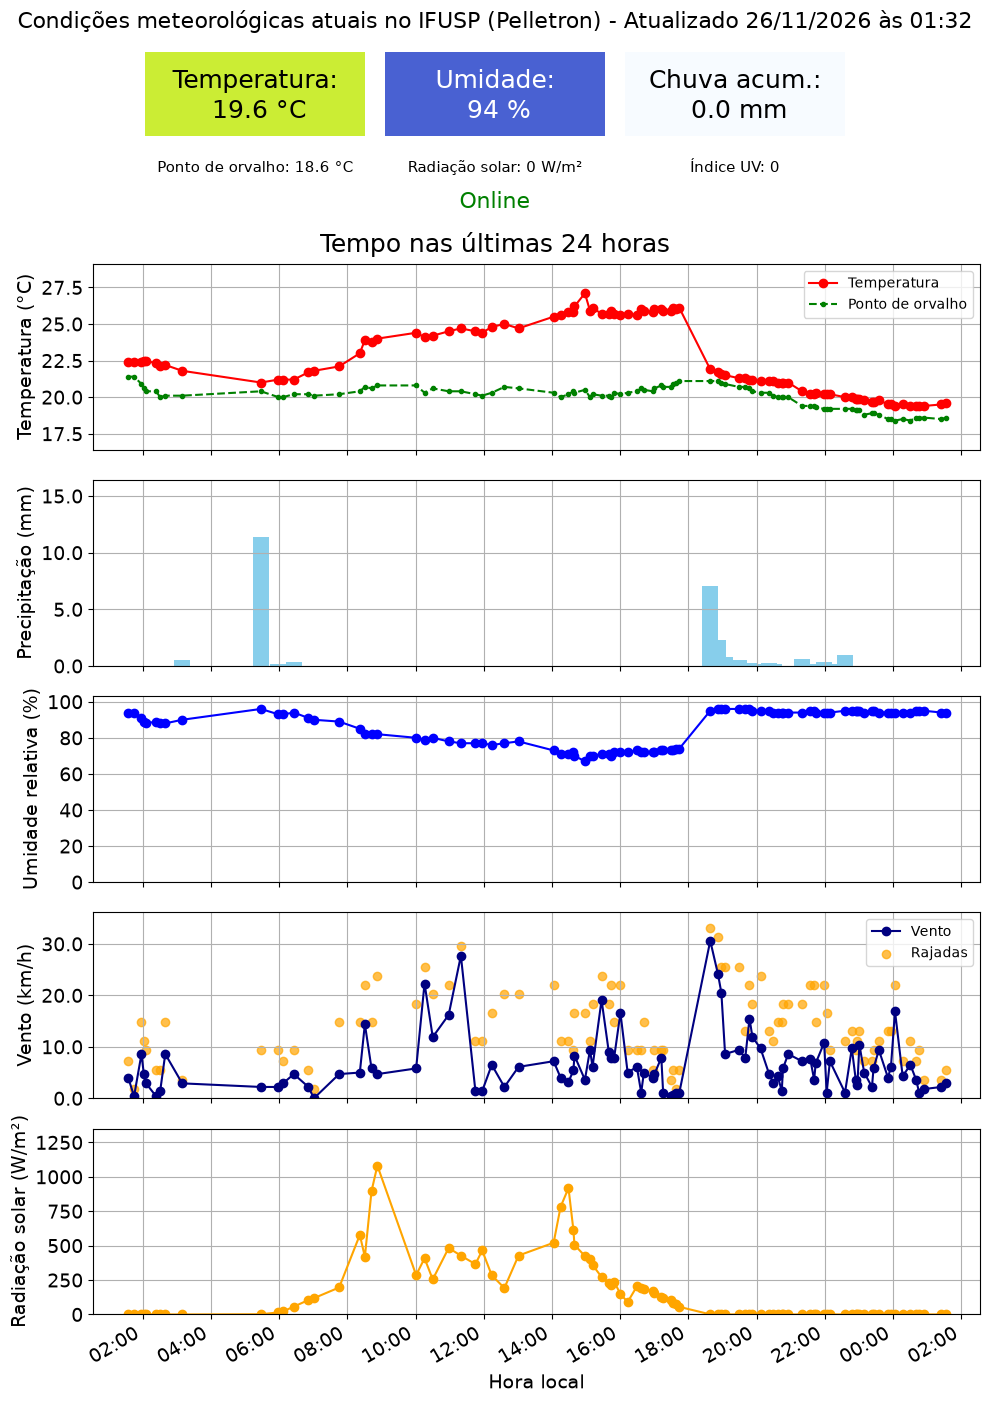 Condições meteorológicas atuais no IFUSP (Pelletron) - Atualizado 26/11/2026 às 01:32
Temperatura:
19.6 °C
Umidade:
94 %
Chuva acum.:
0.0 mm
Ponto de orvalho: 18.6 °C
Radiação solar: 0 W/m²
Índice UV: 0
Online
Tempo nas últimas 24 horas
Temperatura (°C)
27.5
25.0
22.5
20.0
17.5
Temperatura
Ponto de orvalho
Precipitação (mm)
15.0
10.0
5.0
0.0
Umidade relativa (%)
100
80
60
40
20
0
Vento (km/h)
30.0
20.0
10.0
0.0
Vento
Rajadas
Radiação solar (W/m²)
1250
1000
750
500
250
0
02:00
04:00
06:00
08:00
10:00
12:00
14:00
16:00
18:00
20:00
22:00
00:00
02:00
Hora local